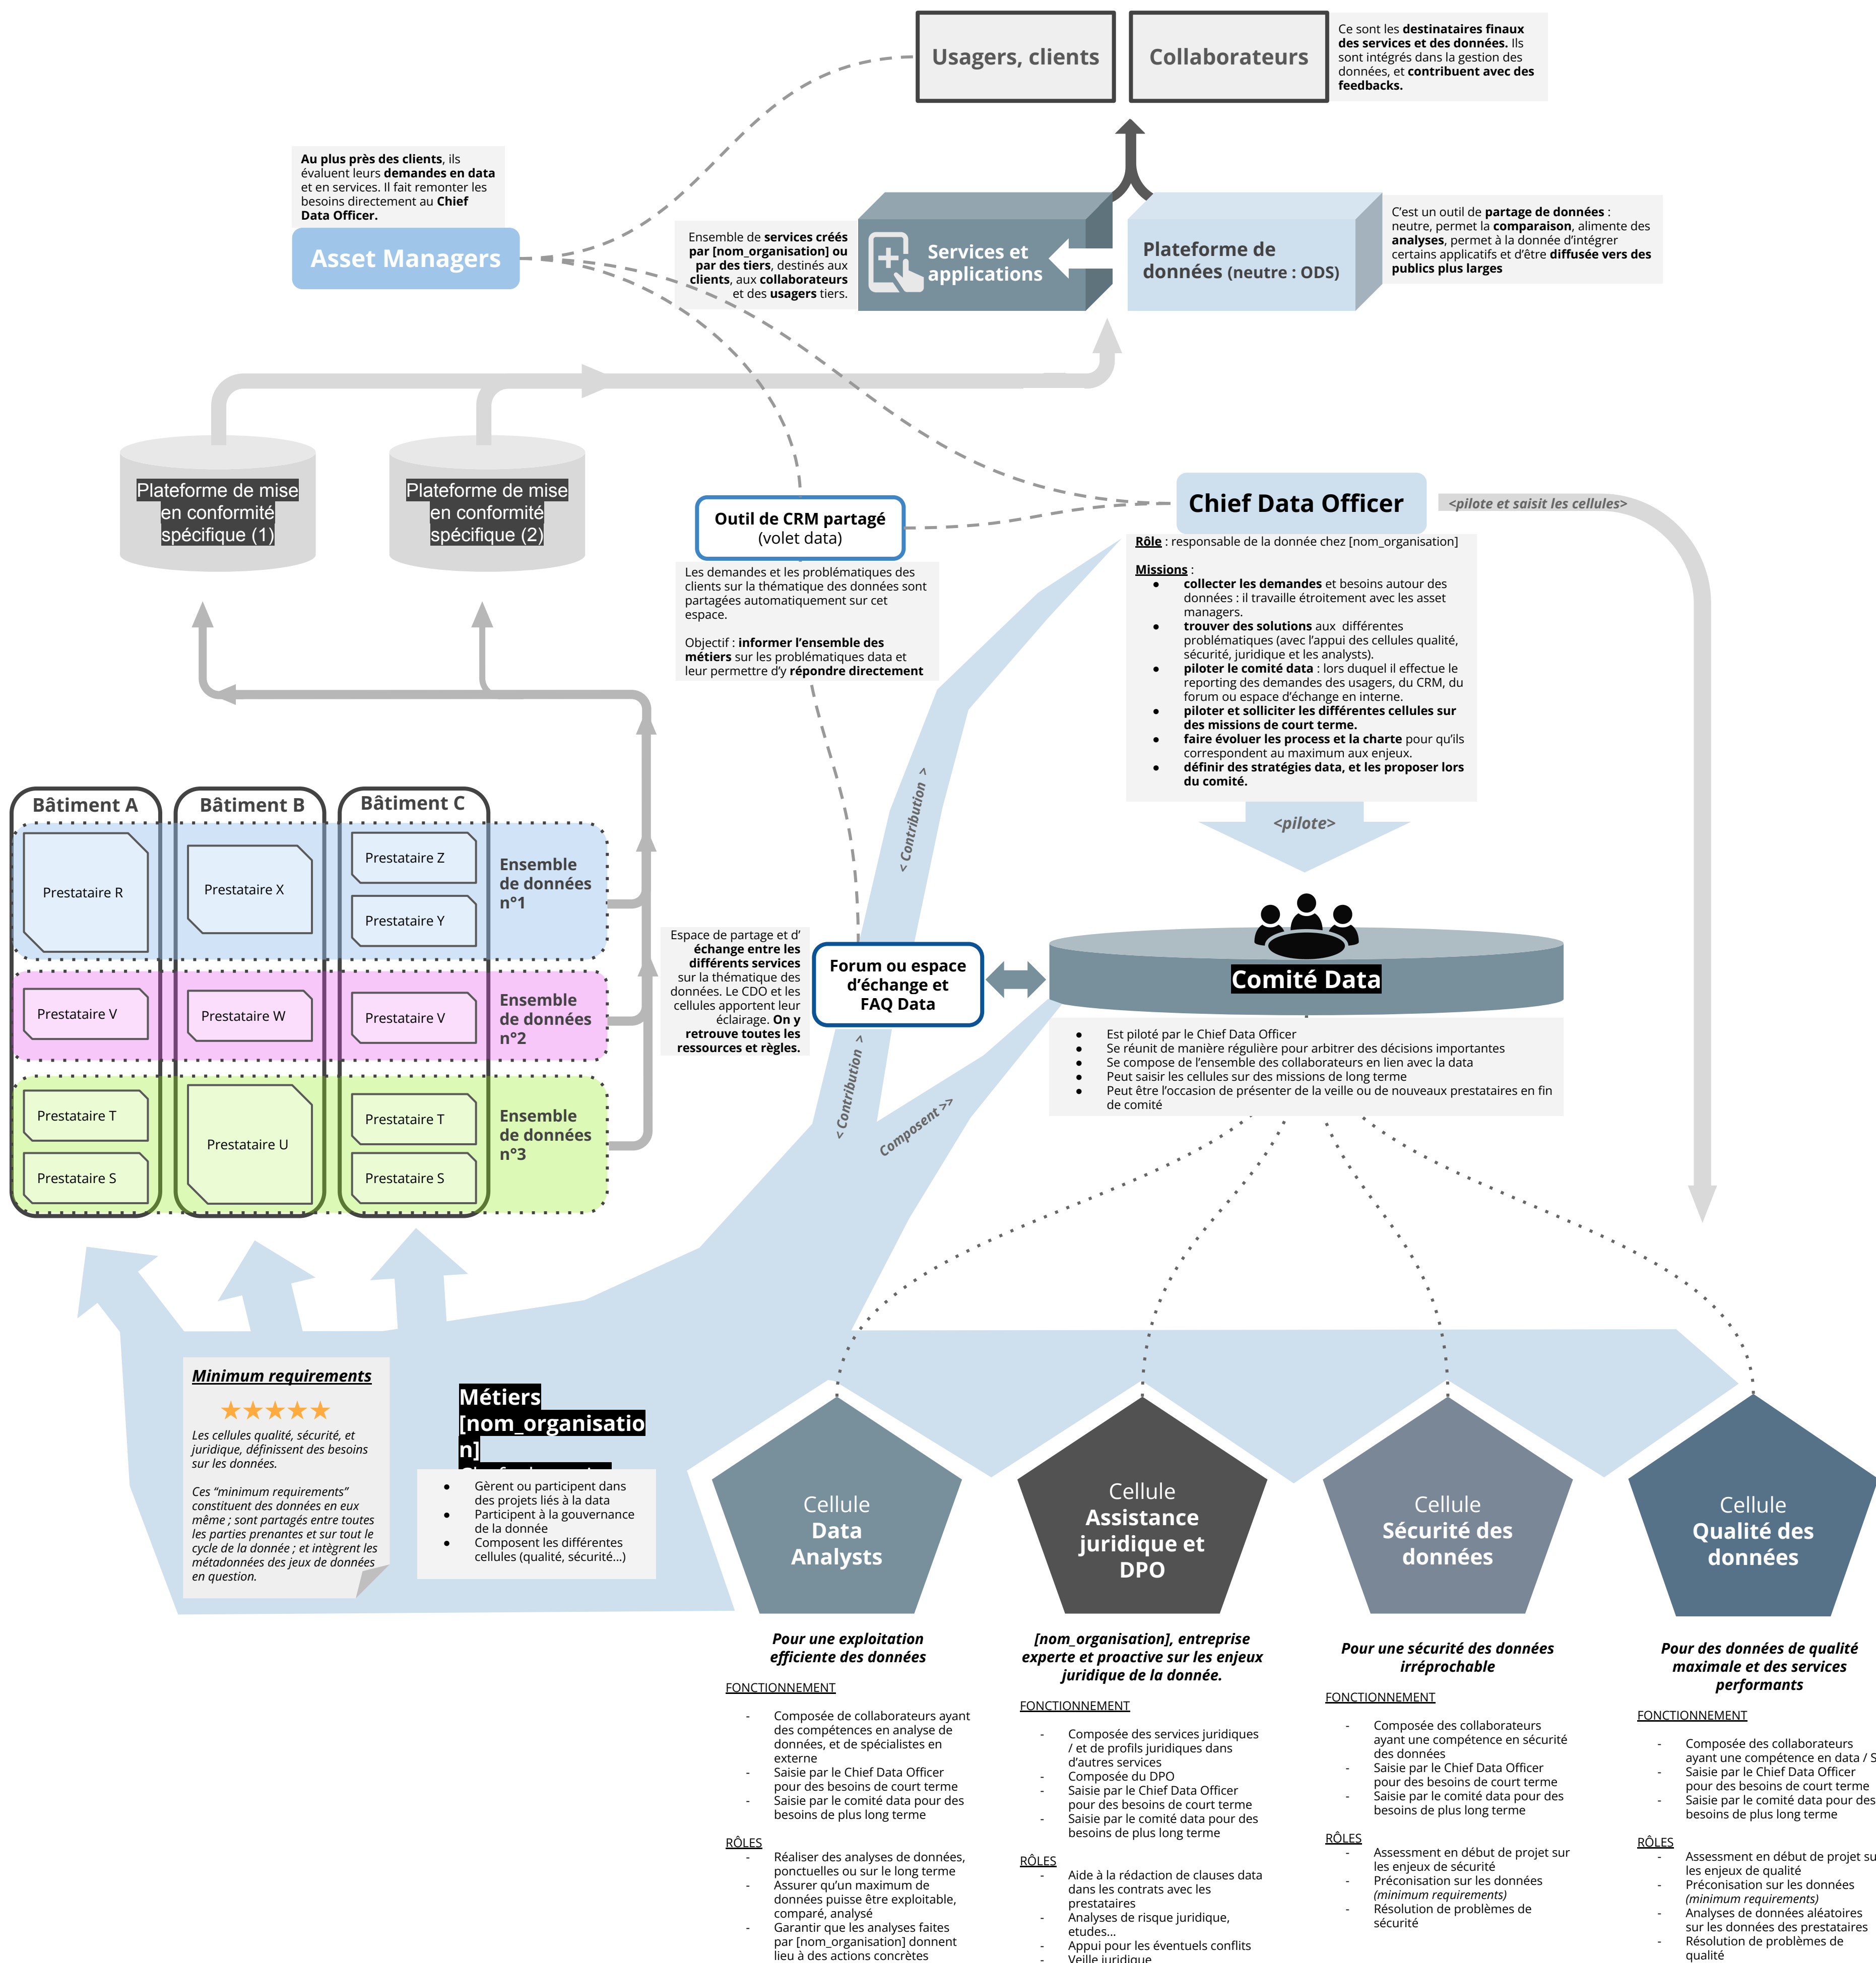 Usagers, clients
Collaborateurs
Ce sont les destinataires finaux
des services et des données. Ils
sont intégrés dans la gestion des
données, et contribuent avec des
feedbacks.
Au plus près des clients, ils
évaluent leurs demandes en data
et en services. Il fait remonter les
besoins directement au Chief
Data Officer.
Asset Managers
Ensemble de services créés
par [nom_organisation] ou
par des tiers, destinés aux
clients, aux collaborateurs
et des usagers tiers.
Services et
applications
Plateforme de
données (neutre : ODS)
C’est un outil de partage de données :
neutre, permet la comparaison, alimente des
analyses, permet à la donnée d’intégrer
certains applicatifs et d’être diffusée vers des
publics plus larges
Plateforme de mise
en conformité
spécifique (1)
Plateforme de mise
en conformité
spécifique (2)
Outil de CRM partagé
(volet data)
Les demandes et les problématiques des
clients sur la thématique des données sont
partagées automatiquement sur cet
espace.
Objectif : informer l’ensemble des
métiers sur les problématiques data et
leur permettre d’y répondre directement
Chief Data Officer
<pilote et saisit les cellules>
Rôle : responsable de la donnée chez [nom_organisation]
Missions :
● collecter les demandes et besoins autour des
données : il travaille étroitement avec les asset
managers.
● trouver des solutions aux différentes
problématiques (avec l’appui des cellules qualité,
sécurité, juridique et les analysts).
● piloter le comité data : lors duquel il effectue le
reporting des demandes des usagers, du CRM, du
forum ou espace d’échange en interne.
● piloter et solliciter les différentes cellules sur
des missions de court terme.
● faire évoluer les process et la charte pour qu’ils
correspondent au maximum aux enjeux.
● définir des stratégies data, et les proposer lors
du comité.
<pilote>
< Contribution >
Bâtiment A
Bâtiment B
Bâtiment C
Prestataire R
Prestataire X
Prestataire Z
Prestataire Y
Ensemble
de données
n°1
Prestataire V
Prestataire W
Prestataire V
Ensemble
de données
n°2
Prestataire T
Prestataire S
Prestataire U
Prestataire T
Prestataire S
Ensemble
de données
n°3
Espace de partage et d’
échange entre les
différents services
sur la thématique des
données. Le CDO et les
cellules apportent leur
éclairage. On y
retrouve toutes les
ressources et règles.
Forum ou espace
d’échange et
FAQ Data
Comité Data
● Est piloté par le Chief Data Officer
● Se réunit de manière régulière pour arbitrer des décisions importantes
● Se compose de l’ensemble des collaborateurs en lien avec la data
● Peut saisir les cellules sur des missions de long terme
● Peut être l’occasion de présenter de la veille ou de nouveaux prestataires en fin
de comité
< Contribution >
Composent >>
Minimum requirements
★★★★★
Les cellules qualité, sécurité, et
juridique, définissent des besoins
sur les données.
Ces “minimum requirements”
constituent des données en eux
même ; sont partagés entre toutes
les parties prenantes et sur tout le
cycle de la donnée ; et intègrent les
métadonnées des jeux de données
en question.
Métiers
[nom_organisatio
n]
● Gèrent ou participent dans
des projets liés à la data
● Participent à la gouvernance
de la donnée
● Composent les différentes
cellules (qualité, sécurité...)
Cellule
Data
Analysts
Cellule
Assistance
juridique et
DPO
Cellule
Sécurité des
données
Cellule
Qualité des
données
Pour une exploitation
efficiente des données
FONCTIONNEMENT
- Composée de collaborateurs ayant
des compétences en analyse de
données, et de spécialistes en
externe
- Saisie par le Chief Data Officer
pour des besoins de court terme
- Saisie par le comité data pour des
besoins de plus long terme
RÔLES
- Réaliser des analyses de données,
ponctuelles ou sur le long terme
- Assurer qu’un maximum de
données puisse être exploitable,
comparé, analysé
- Garantir que les analyses faites
par [nom_organisation] donnent
lieu à des actions concrètes
[nom_organisation], entreprise
experte et proactive sur les enjeux
juridique de la donnée.
FONCTIONNEMENT
- Composée des services juridiques
/ et de profils juridiques dans
d’autres services
- Composée du DPO
- Saisie par le Chief Data Officer
pour des besoins de court terme
- Saisie par le comité data pour des
besoins de plus long terme
RÔLES
- Aide à la rédaction de clauses data
dans les contrats avec les
prestataires
- Analyses de risque juridique,
etudes...
- Appui pour les éventuels conflits
- Veille juridique
Pour une sécurité des données
irréprochable
FONCTIONNEMENT
- Composée des collaborateurs
ayant une compétence en sécurité
des données
- Saisie par le Chief Data Officer
pour des besoins de court terme
- Saisie par le comité data pour des
besoins de plus long terme
RÔLES
- Assessment en début de projet sur
les enjeux de sécurité
- Préconisation sur les données
(minimum requirements)
- Résolution de problèmes de
sécurité
Pour des données de qualité
maximale et des services
performants
FONCTIONNEMENT
- Composée des collaborateurs
ayant une compétence en data /
- Saisie par le Chief Data Officer
pour des besoins de court terme
- Saisie par le comité data pour des
besoins de plus long terme
RÔLES
- Assessment en début de projet
les enjeux de qualité
- Préconisation sur les données
(minimum requirements)
- Analyses de données aléatoires
sur les données des prestataires
- Résolution de problèmes de
qualité